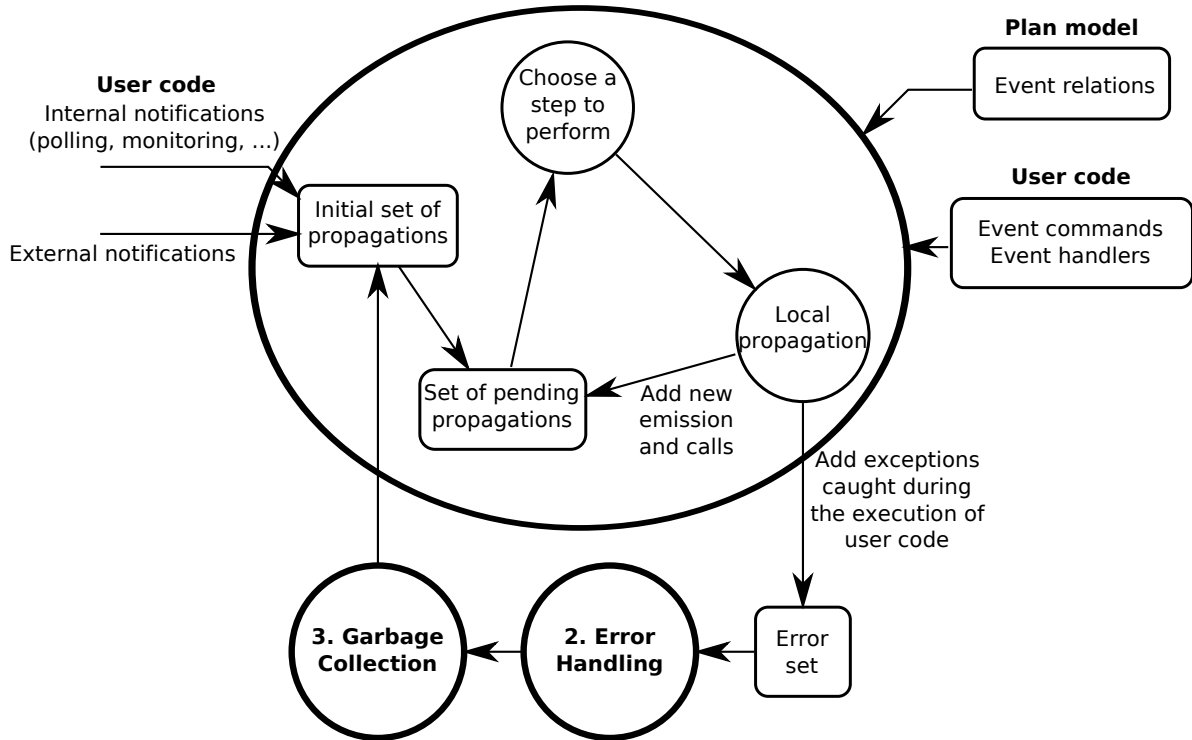 Plan model
Event relations
User code
Internal notifications
(polling, monitoring, ...)
Choose a
step to
perform
User code
Event commands
Event handlers
Initial set of
propagations
External notifications
Local
propagation
Set of pending
propagations
Add new
emission
and calls
Add exceptions
caught during
the execution of
user code
3. Garbage
Collection
2. Error
Handling
Error
set